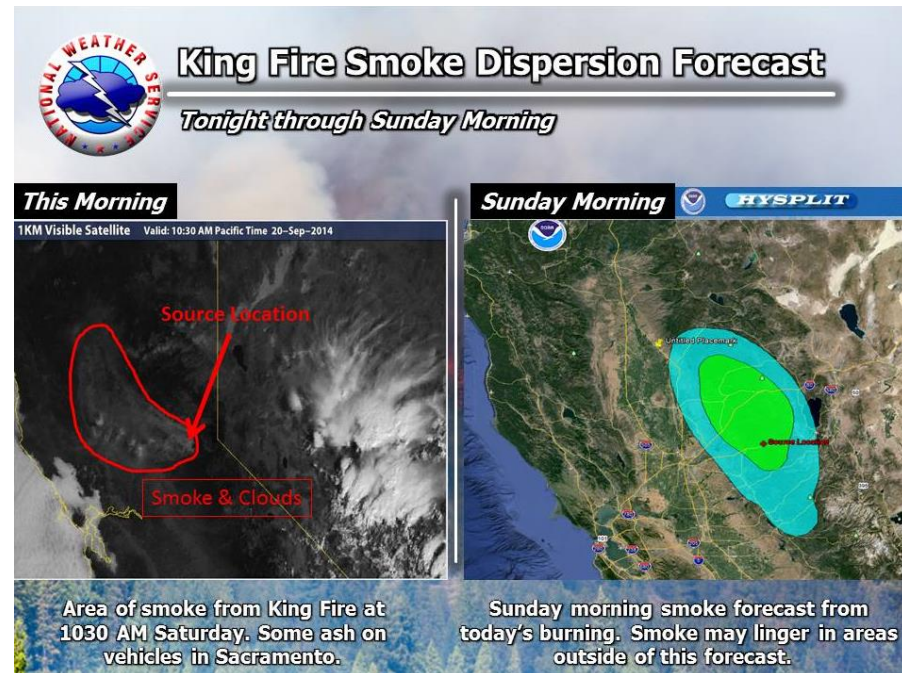 NATIONAL WEATHER SERVICE
King Fire Smoke Dispersion Forecast
Tonight through Sunday Morning
This Morning
1KM Visible Satellite Valid: 10:30 AM Pacific Time 20-Sep-2014
Source Location
Smoke & Clouds
Area of smoke from King Fire at
1030 AM Saturday. Some ash on
vehicles in Sacramento.
Sunday Morning
HYSPLIT
Untitled Placemark
Source Location
Sunday morning smoke forecast from
today's burning. Smoke may linger in areas
outside of this forecast.